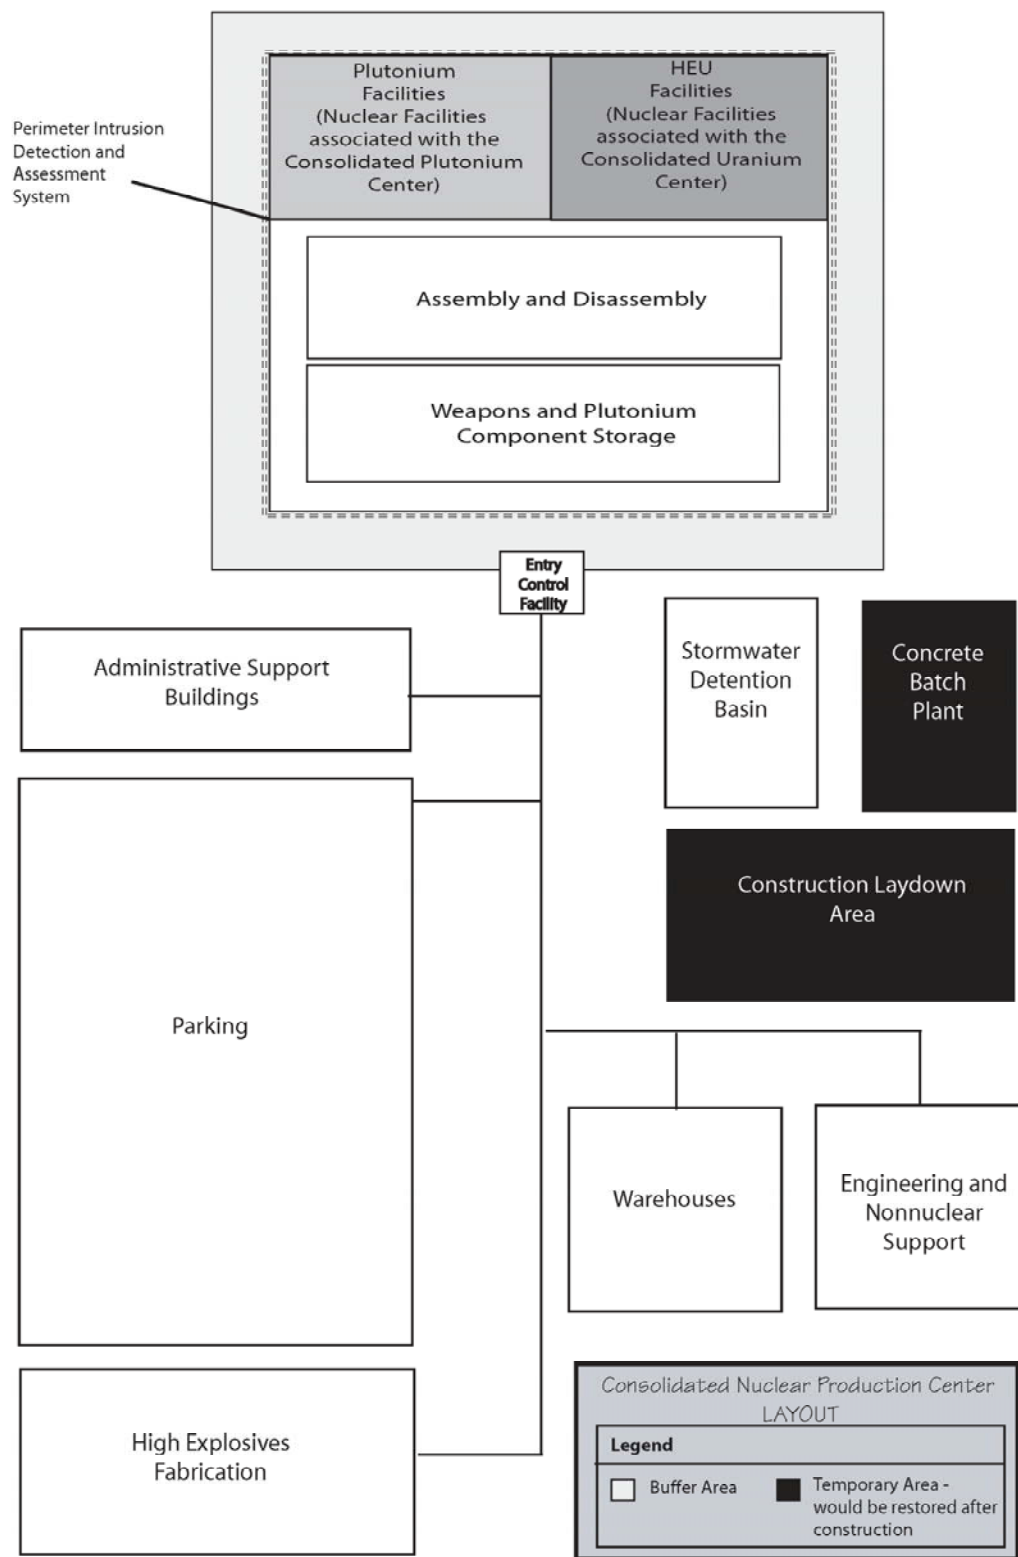 Plutonium
Facilities
(Nuclear Facilities
associated with the
Consolidated Plutonium
Center)
HEU
Facilities
(Nuclear Facilities
associated with the
Consolidated Uranium
Center)
Perimeter Intrusion
Detection and
Assessment
System
Assembly and Disassembly
Weapons and Plutonium
Component Storage
Entry
Control
Facility
Administrative Support
Buildings
Stormwater
Detention
Basin
Concrete
Batch
Plant
Construction Laydown
Area
Parking
Warehouses
Engineering and
Nonnuclear
Support
High Explosives
Fabrication
Consolidated Nuclear Production Center
LAYOUT
Legend
Buffer Area
Temporary Area -
would be restored after
construction